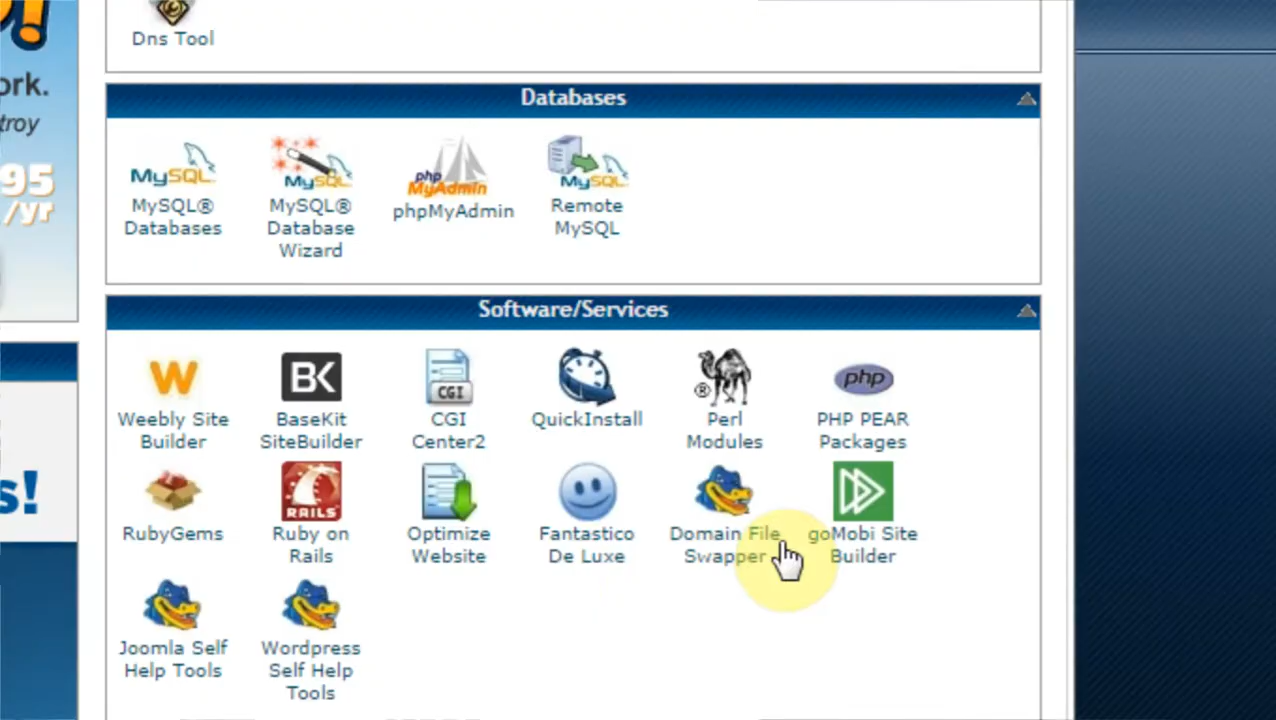 ork.
troy
95
/yr
s!
Dns Tool
Databases
MySQL
MySQL
php
MyAdmin
MySQL
MySQL®
Databases
MySQL®
Database
Wizard
phpMyAdmin
Remote
MySQL
Software/Services
W
BK
CGI
®
php
Weebly Site
Builder
BaseKit
SiteBuilder
CGI
Center2
QuickInstall
Perl
Modules
PHP PEAR
Packages
RAILS
RubyGems
Ruby on
Rails
Optimize
Website
Fantastico
De Luxe
Domain File
Swapper
goMobi Site
Builder
Joomla Self
Help Tools
Wordpress
Self Help
Tools